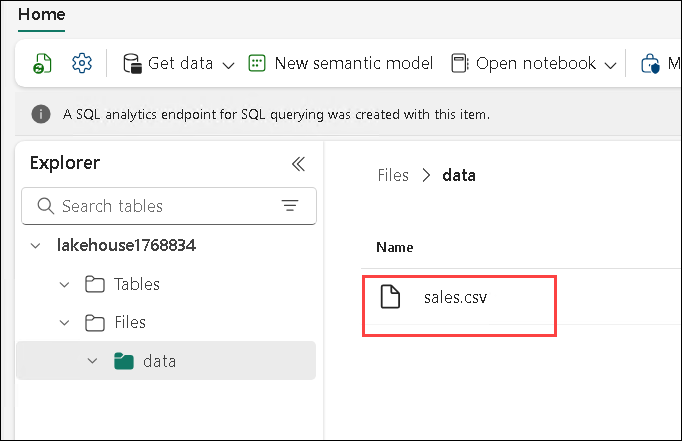 Home
Get data New semantic model Open notebook M
A SQL analytics endpoint for SQL querying was created with this item.
Explorer
Search tables
lakehouse1768834
Tables
Files
data
Files > data
Name
sales.csv